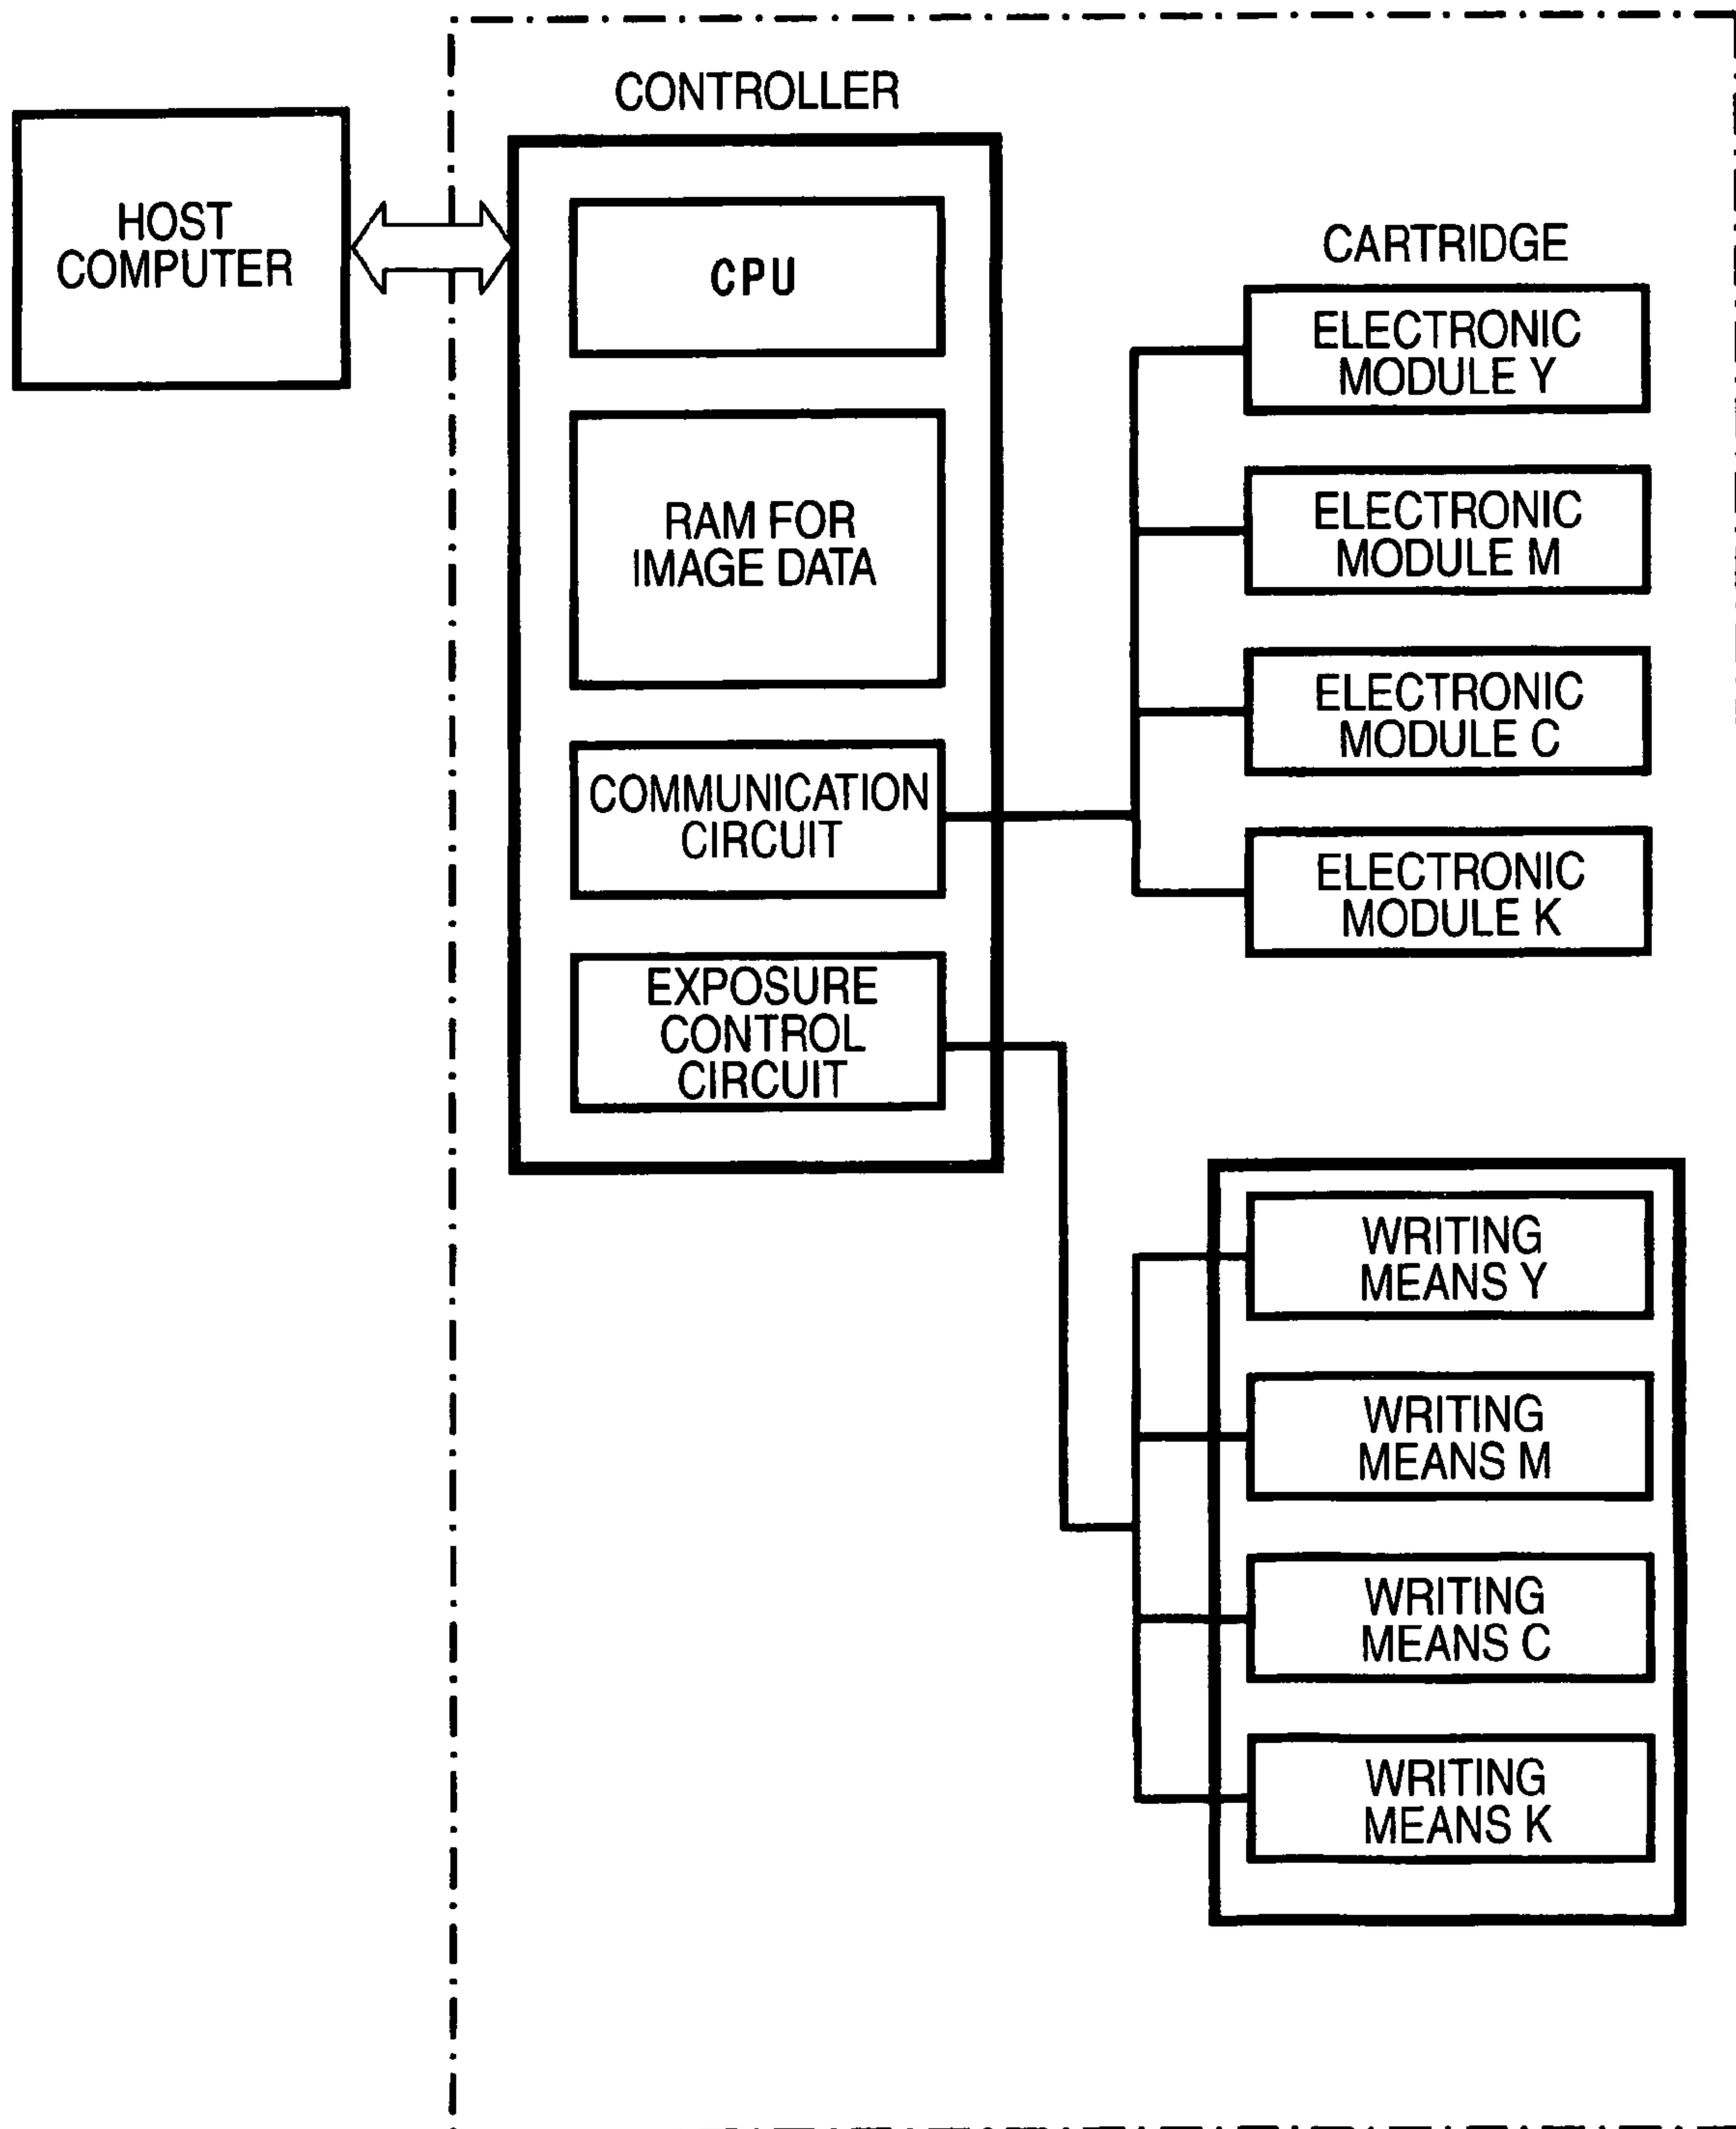 CONTROLLER
HOST
COMPUTER
CPU
RAM FOR
IMAGE DATA
COMMUNICATION
CIRCUIT
EXPOSURE
CONTROL
CIRCUIT
CARTRIDGE
ELECTRONIC
MODULE Y
ELECTRONIC
MODULE M
ELECTRONIC
MODULE C
ELECTRONIC
MODULE K
WRITING
MEANS Y
WRITING
MEANS M
WRITING
MEANS C
WRITING
MEANS K